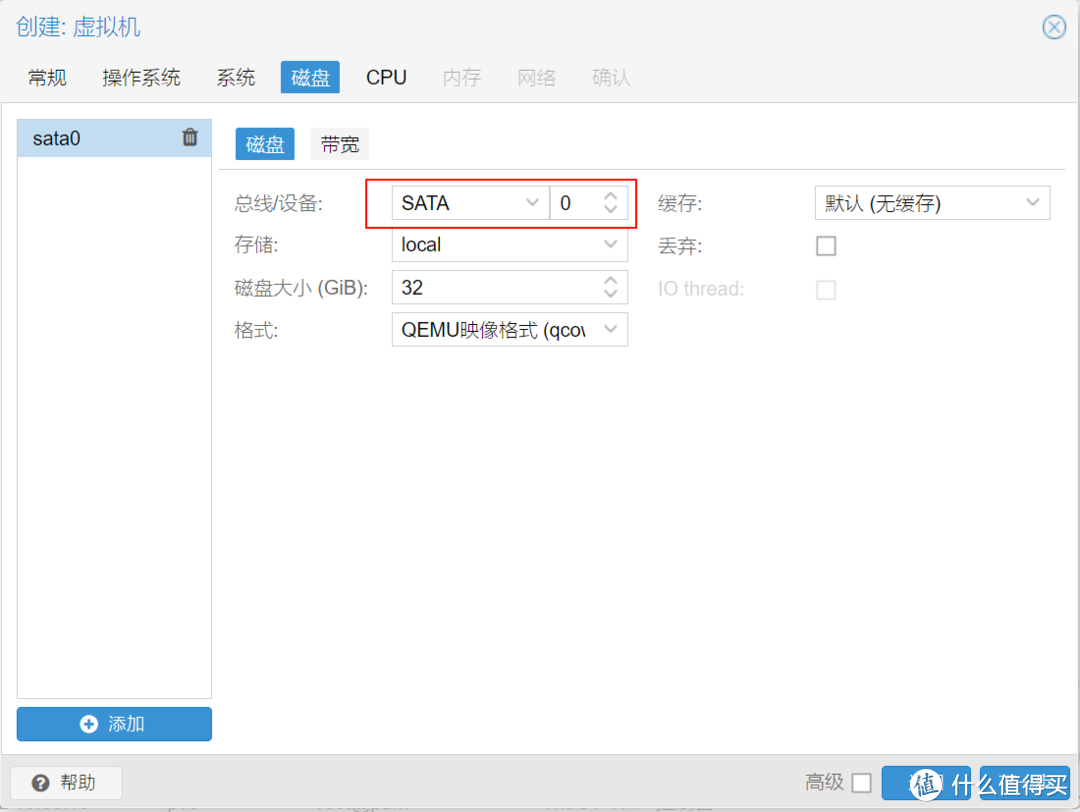 创建: 虚拟机
常规 操作系统 系统 磁盘 CPU 内存 网络 确认
sata0
磁盘 带宽
总线/设备: SATA 0 缓存: 默认 (无缓存)
存储: local 丢弃:
磁盘大小 (GiB): 32 IO thread:
格式: QEMU映像格式 (qcov
添加
帮助 高级
值 什么值得买